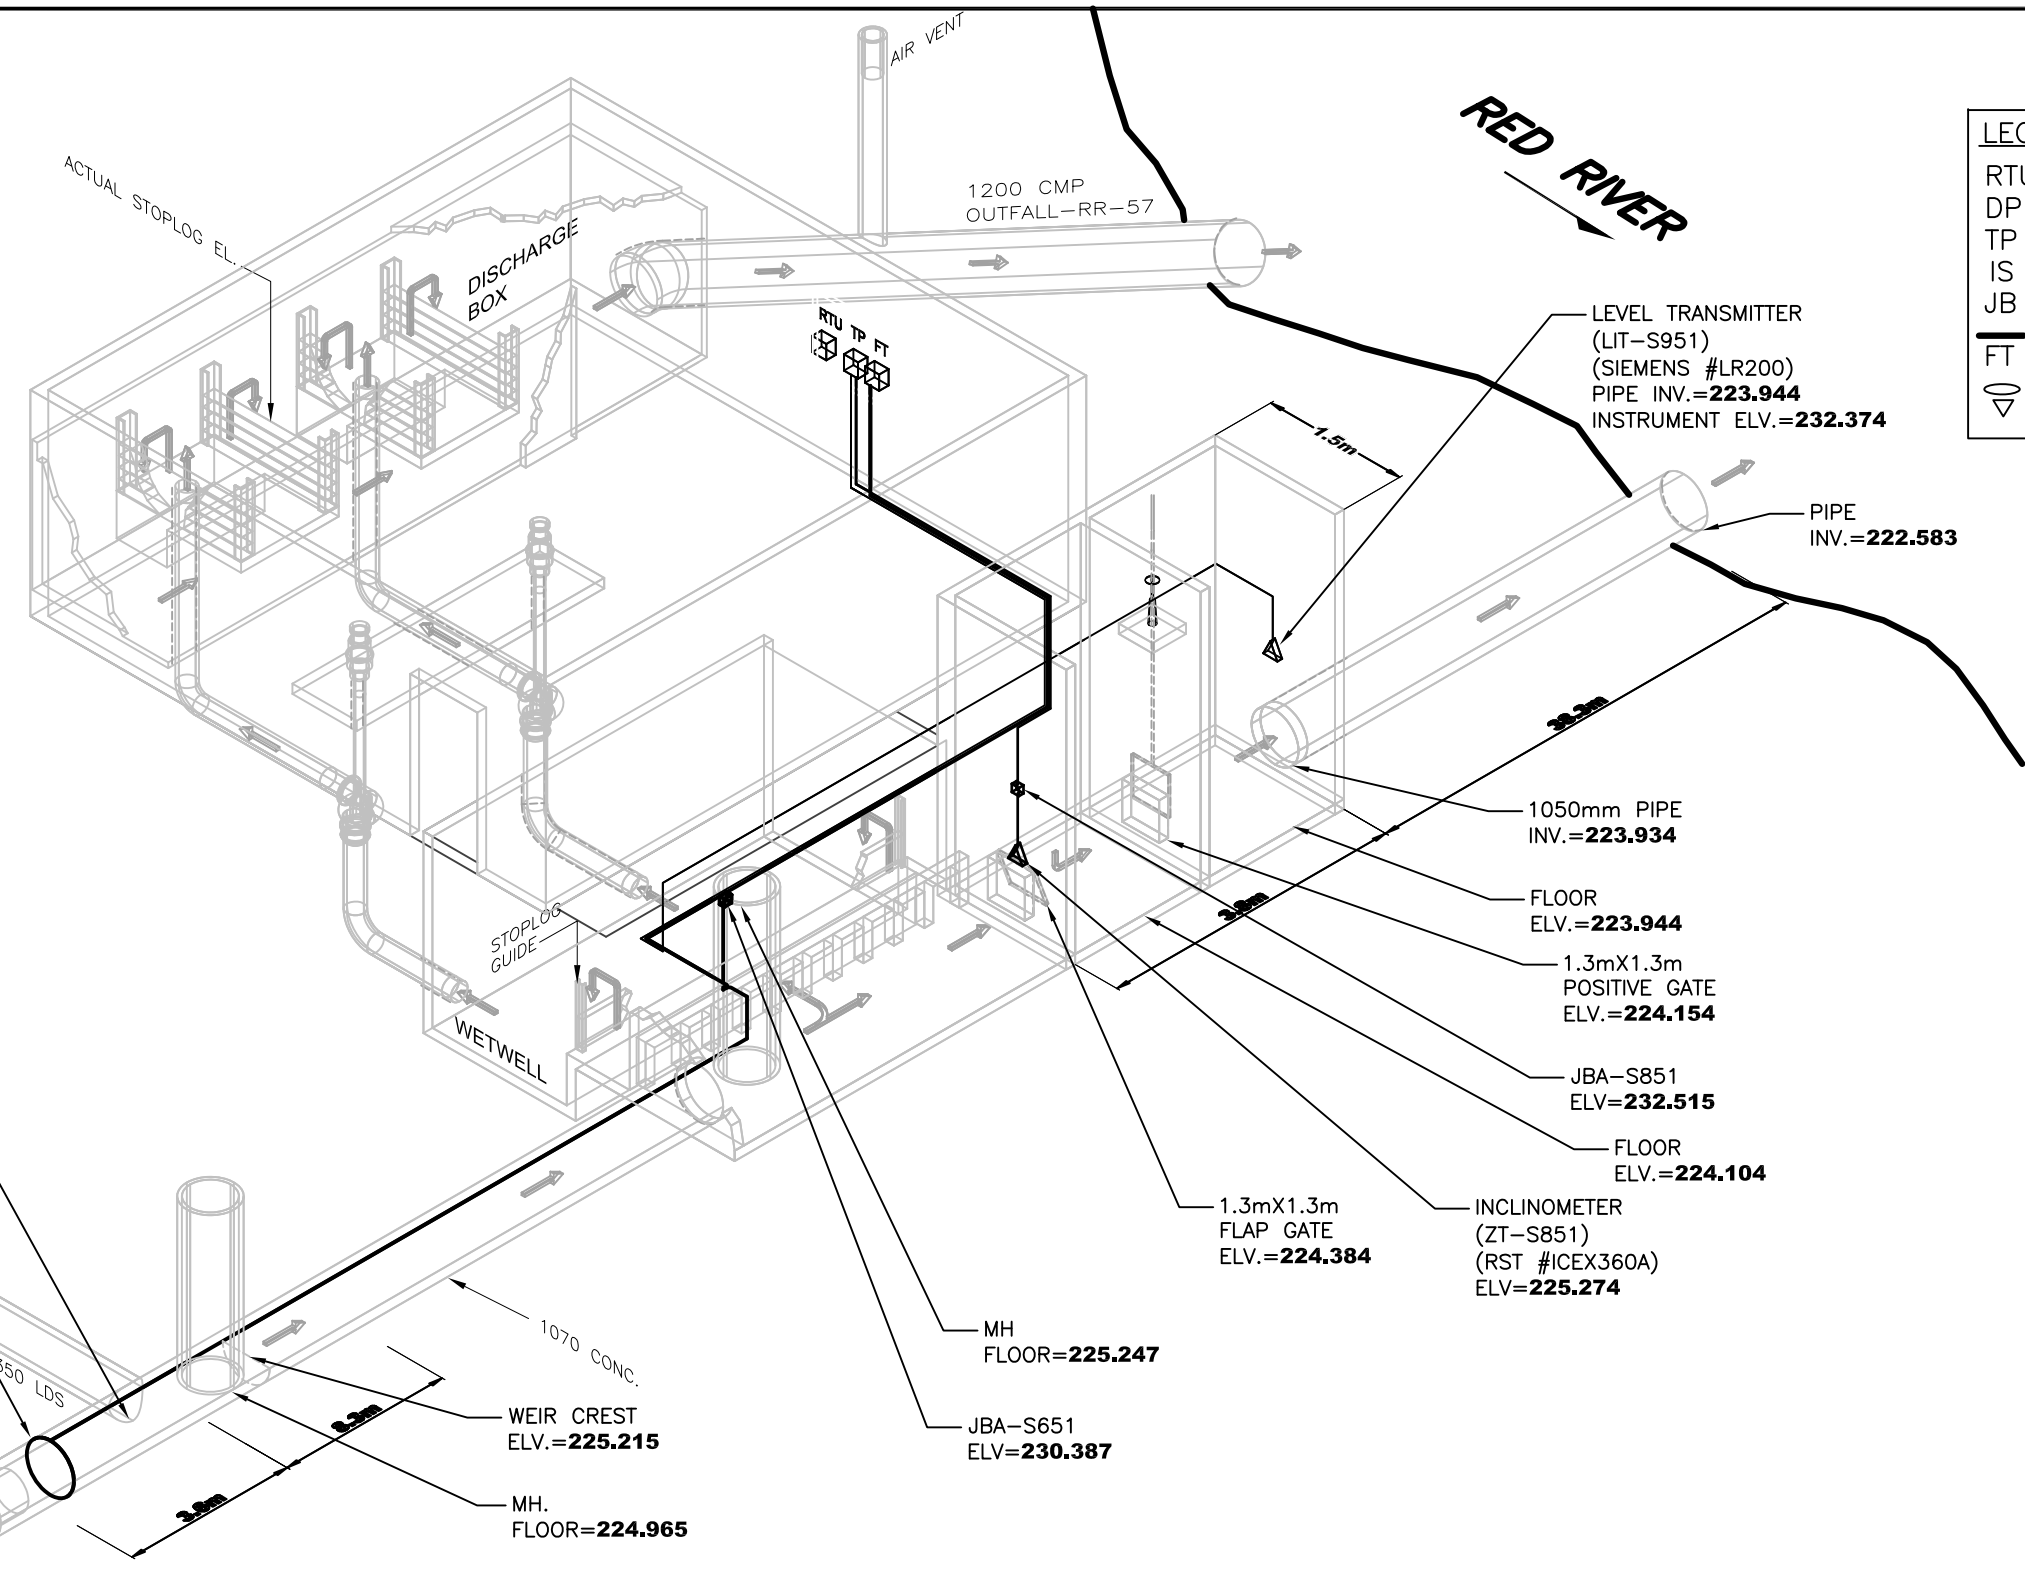 AIR VENT
RED RIVER
1200 CMP
OUTFALL-RR-57
ACTUAL STOPLOG EL.
DISCHARGE
BOX
RTU TP FT
RTU
DP
TP
IS
JB
FT
LEVEL TRANSMITTER
(LIT-S951)
(SIEMENS #LR200)
PIPE INV.=223.944
INSTRUMENT ELV.=232.374
1.5m
PIPE
INV.=222.583
38.3m
1050mm PIPE
INV.=223.934
FLOOR
ELV.=223.944
3.8m
1.3mX1.3m
POSITIVE GATE
ELV.=224.154
STOPLOG
GUIDE
WETWELL
JBA-S851
ELV=232.515
FLOOR
ELV.=224.104
1.3mX1.3m
FLAP GATE
ELV.=224.384
INCLINOMETER
(ZT-S851)
(RST #ICEX360A)
ELV=225.274
MH
FLOOR=225.247
1070 CONC.
LDS
WEIR CREST
ELV.=225.215
JBA-S651
ELV=230.387
MH.
FLOOR=224.965